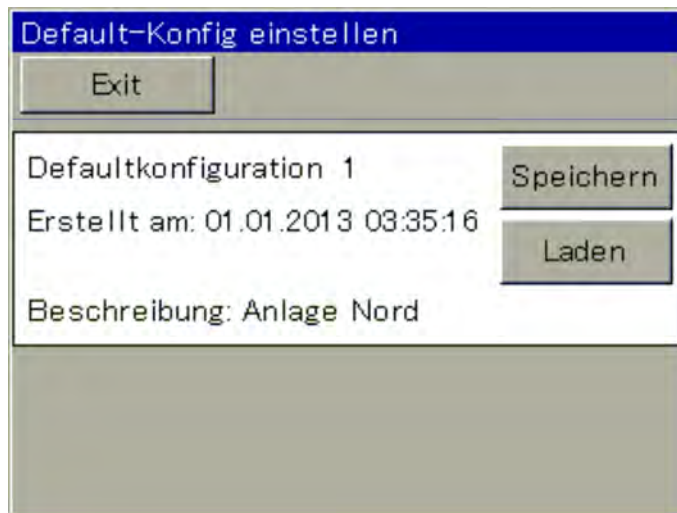 Default-Konfig einstellen
Exit
Defaultkonfiguration 1
Speichern
Erstellt am: 01.01.2013 03:35:16
Laden
Beschreibung: Anlage Nord